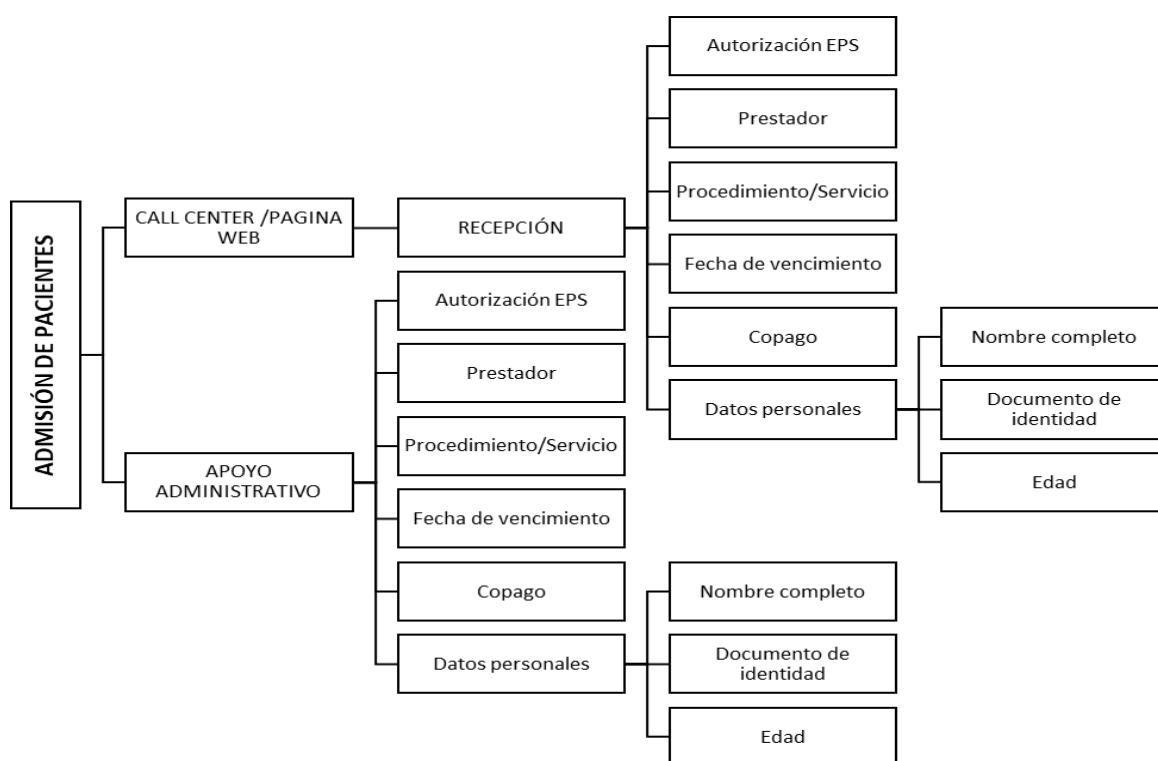 ADMISIÓN DE PACIENTES
CALL CENTER /PAGINA
WEB
RECEPCIÓN
Autorización EPS
Prestador
Procedimiento/Servicio
Fecha de vencimiento
Copago
Datos personales
Nombre completo
Documento de
identidad
Edad
APOYO
ADMINISTRATIVO
Autorización EPS
Prestador
Procedimiento/Servicio
Fecha de vencimiento
Copago
Datos personales
Nombre completo
Documento de
identidad
Edad